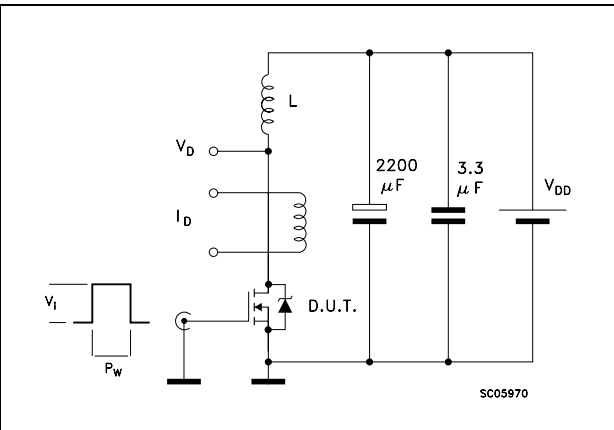 L
V_D
2200
μF
3.3
μF
V_DD
I_D
V_i
D.U.T.
P_W
SC05970